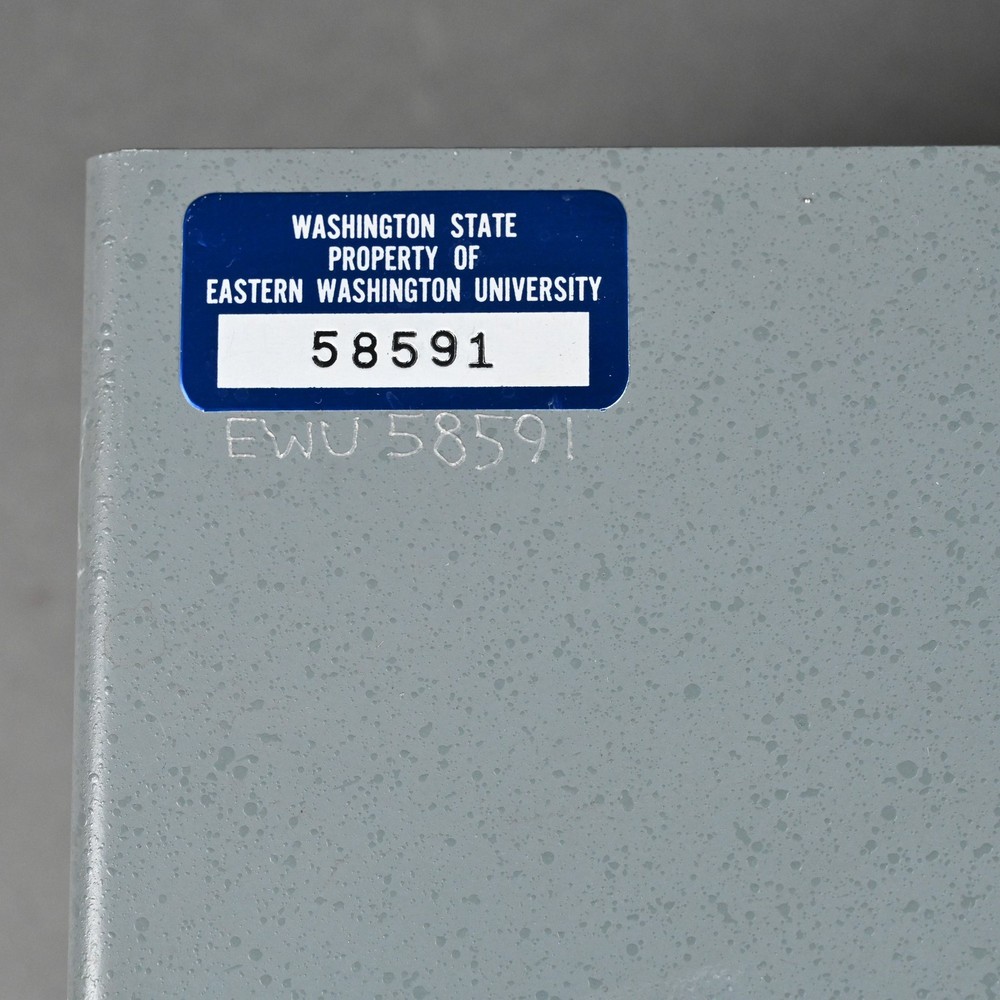 WASHINGTON STATE
PROPERTY OF
EASTERN WASHINGTON UNIVERSITY
58591
EWU 58591